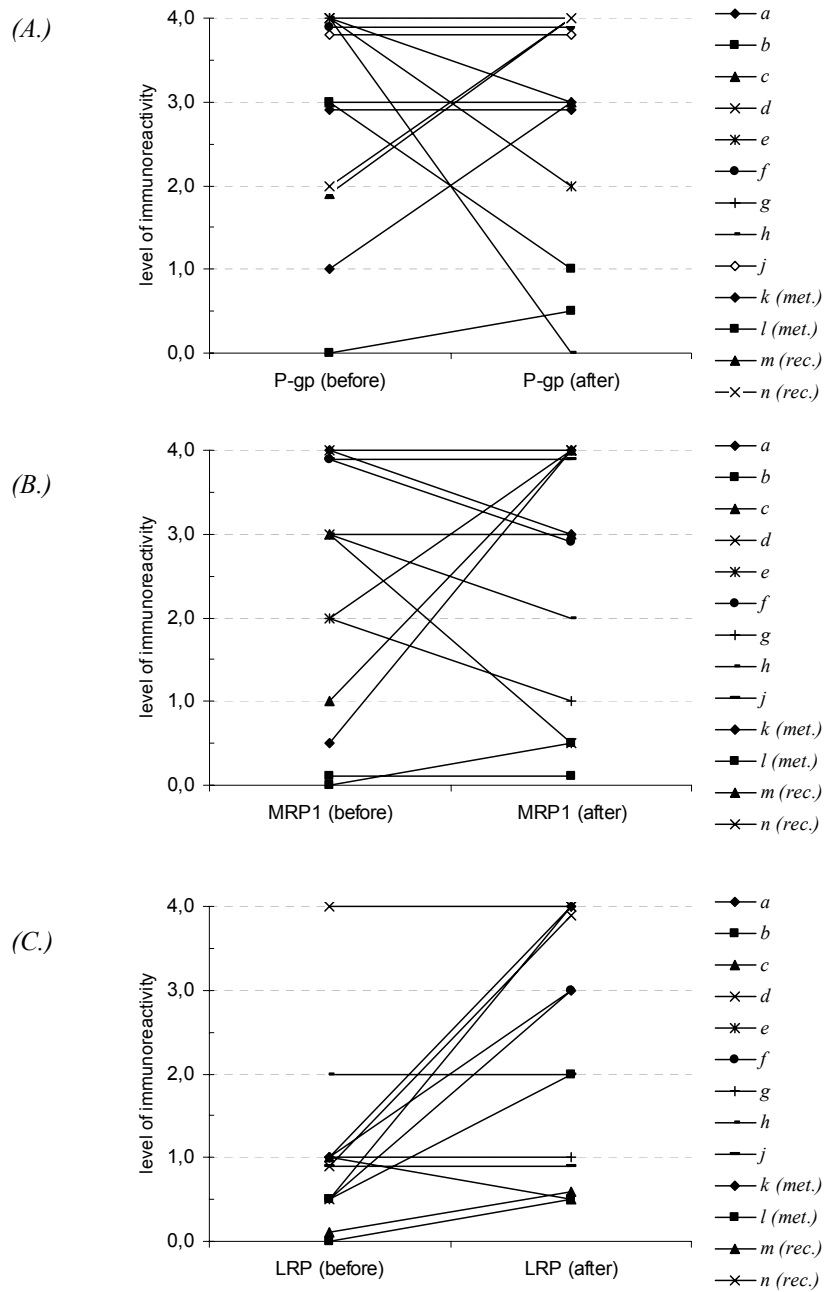 (A.)
level of immunoreactivity
4,0
3,0
2,0
1,0
0,0
P-gp (before) P-gp (after)
a
b
c
d
e
f
g
h
j
k (met.)
l (met.)
m (rec.)
n (rec.)
(B.)
level of immunoreactivity
4,0
3,0
2,0
1,0
0,0
MRP1 (before) MRP1 (after)
a
b
c
d
e
f
g
h
j
k (met.)
l (met.)
m (rec.)
n (rec.)
(C.)
level of immunoreactivity
4,0
3,0
2,0
1,0
0,0
LRP (before) LRP (after)
a
b
c
d
e
f
g
h
j
k (met.)
l (met.)
m (rec.)
n (rec.)